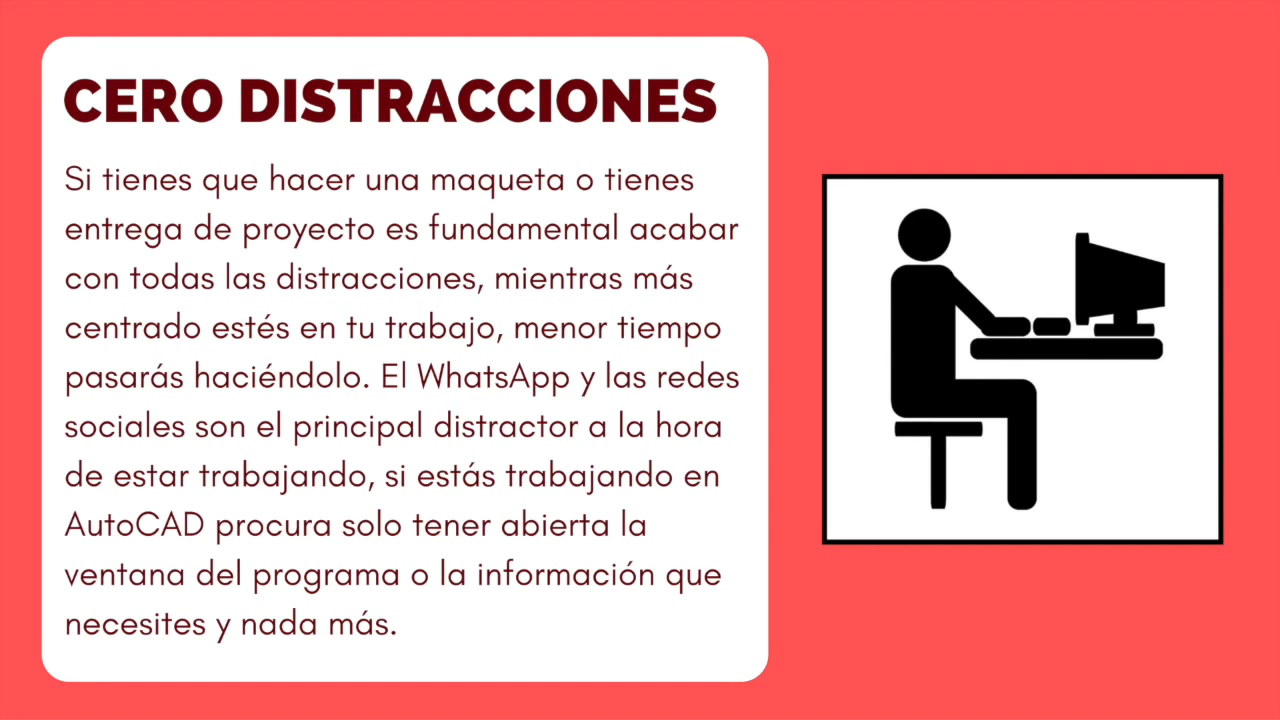 CERO DISTRACCIONES
Si tienes que hacer una maqueta o tienes
entrega de proyecto es fundamental acabar
con todas las distracciones, mientras más
centrado estés en tu trabajo, menor tiempo
pasarás haciéndolo. El WhatsApp y las redes
sociales son el principal distractor a la hora
de estar trabajando, si estás trabajando en
AutoCAD procura solo tener abierta la
ventana del programa o la información que
necesites y nada más.